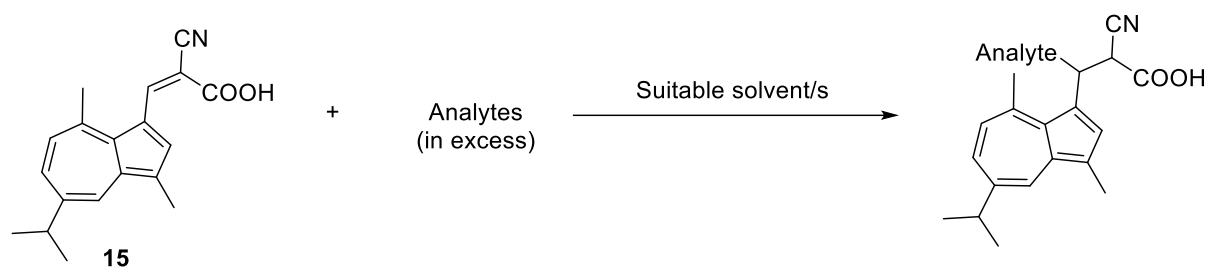 CN
COOH
15
+
Analytes
(in excess)
Suitable solvent/s
CN
Analyte
COOH